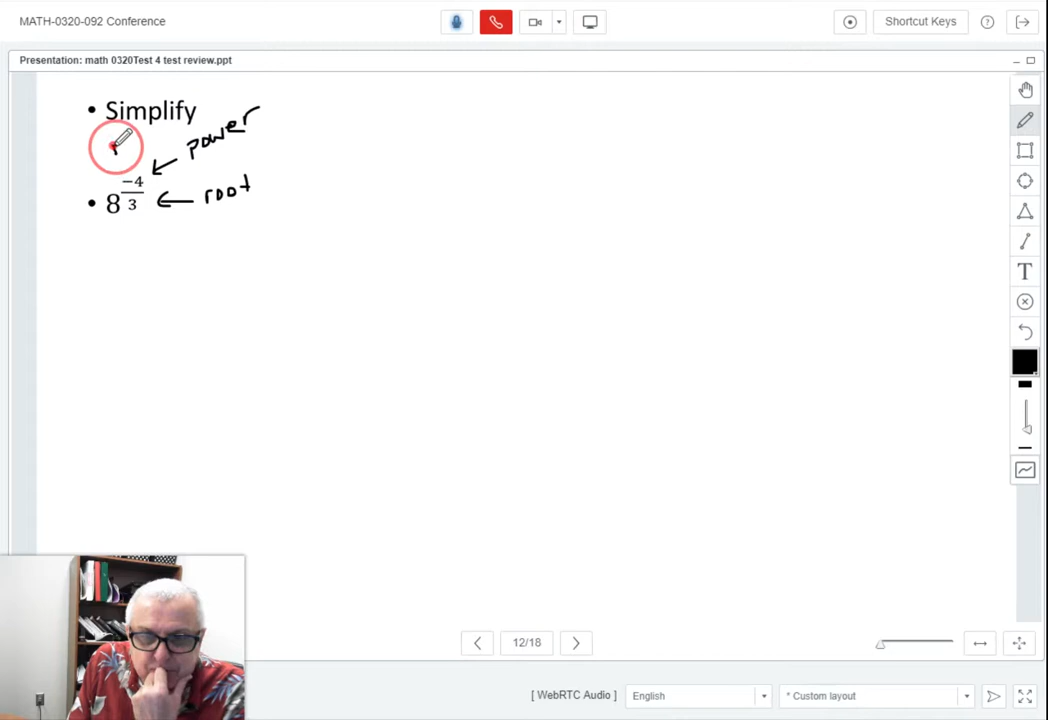 MATH-0320-092 Conference
Shortcut Keys
Presentation: math 0320Test 4 test review.ppt
• Simplify
power
• 8^(-4/3)
root
T
12/18
[ WebRTC Audio ]
English
* Custom layout